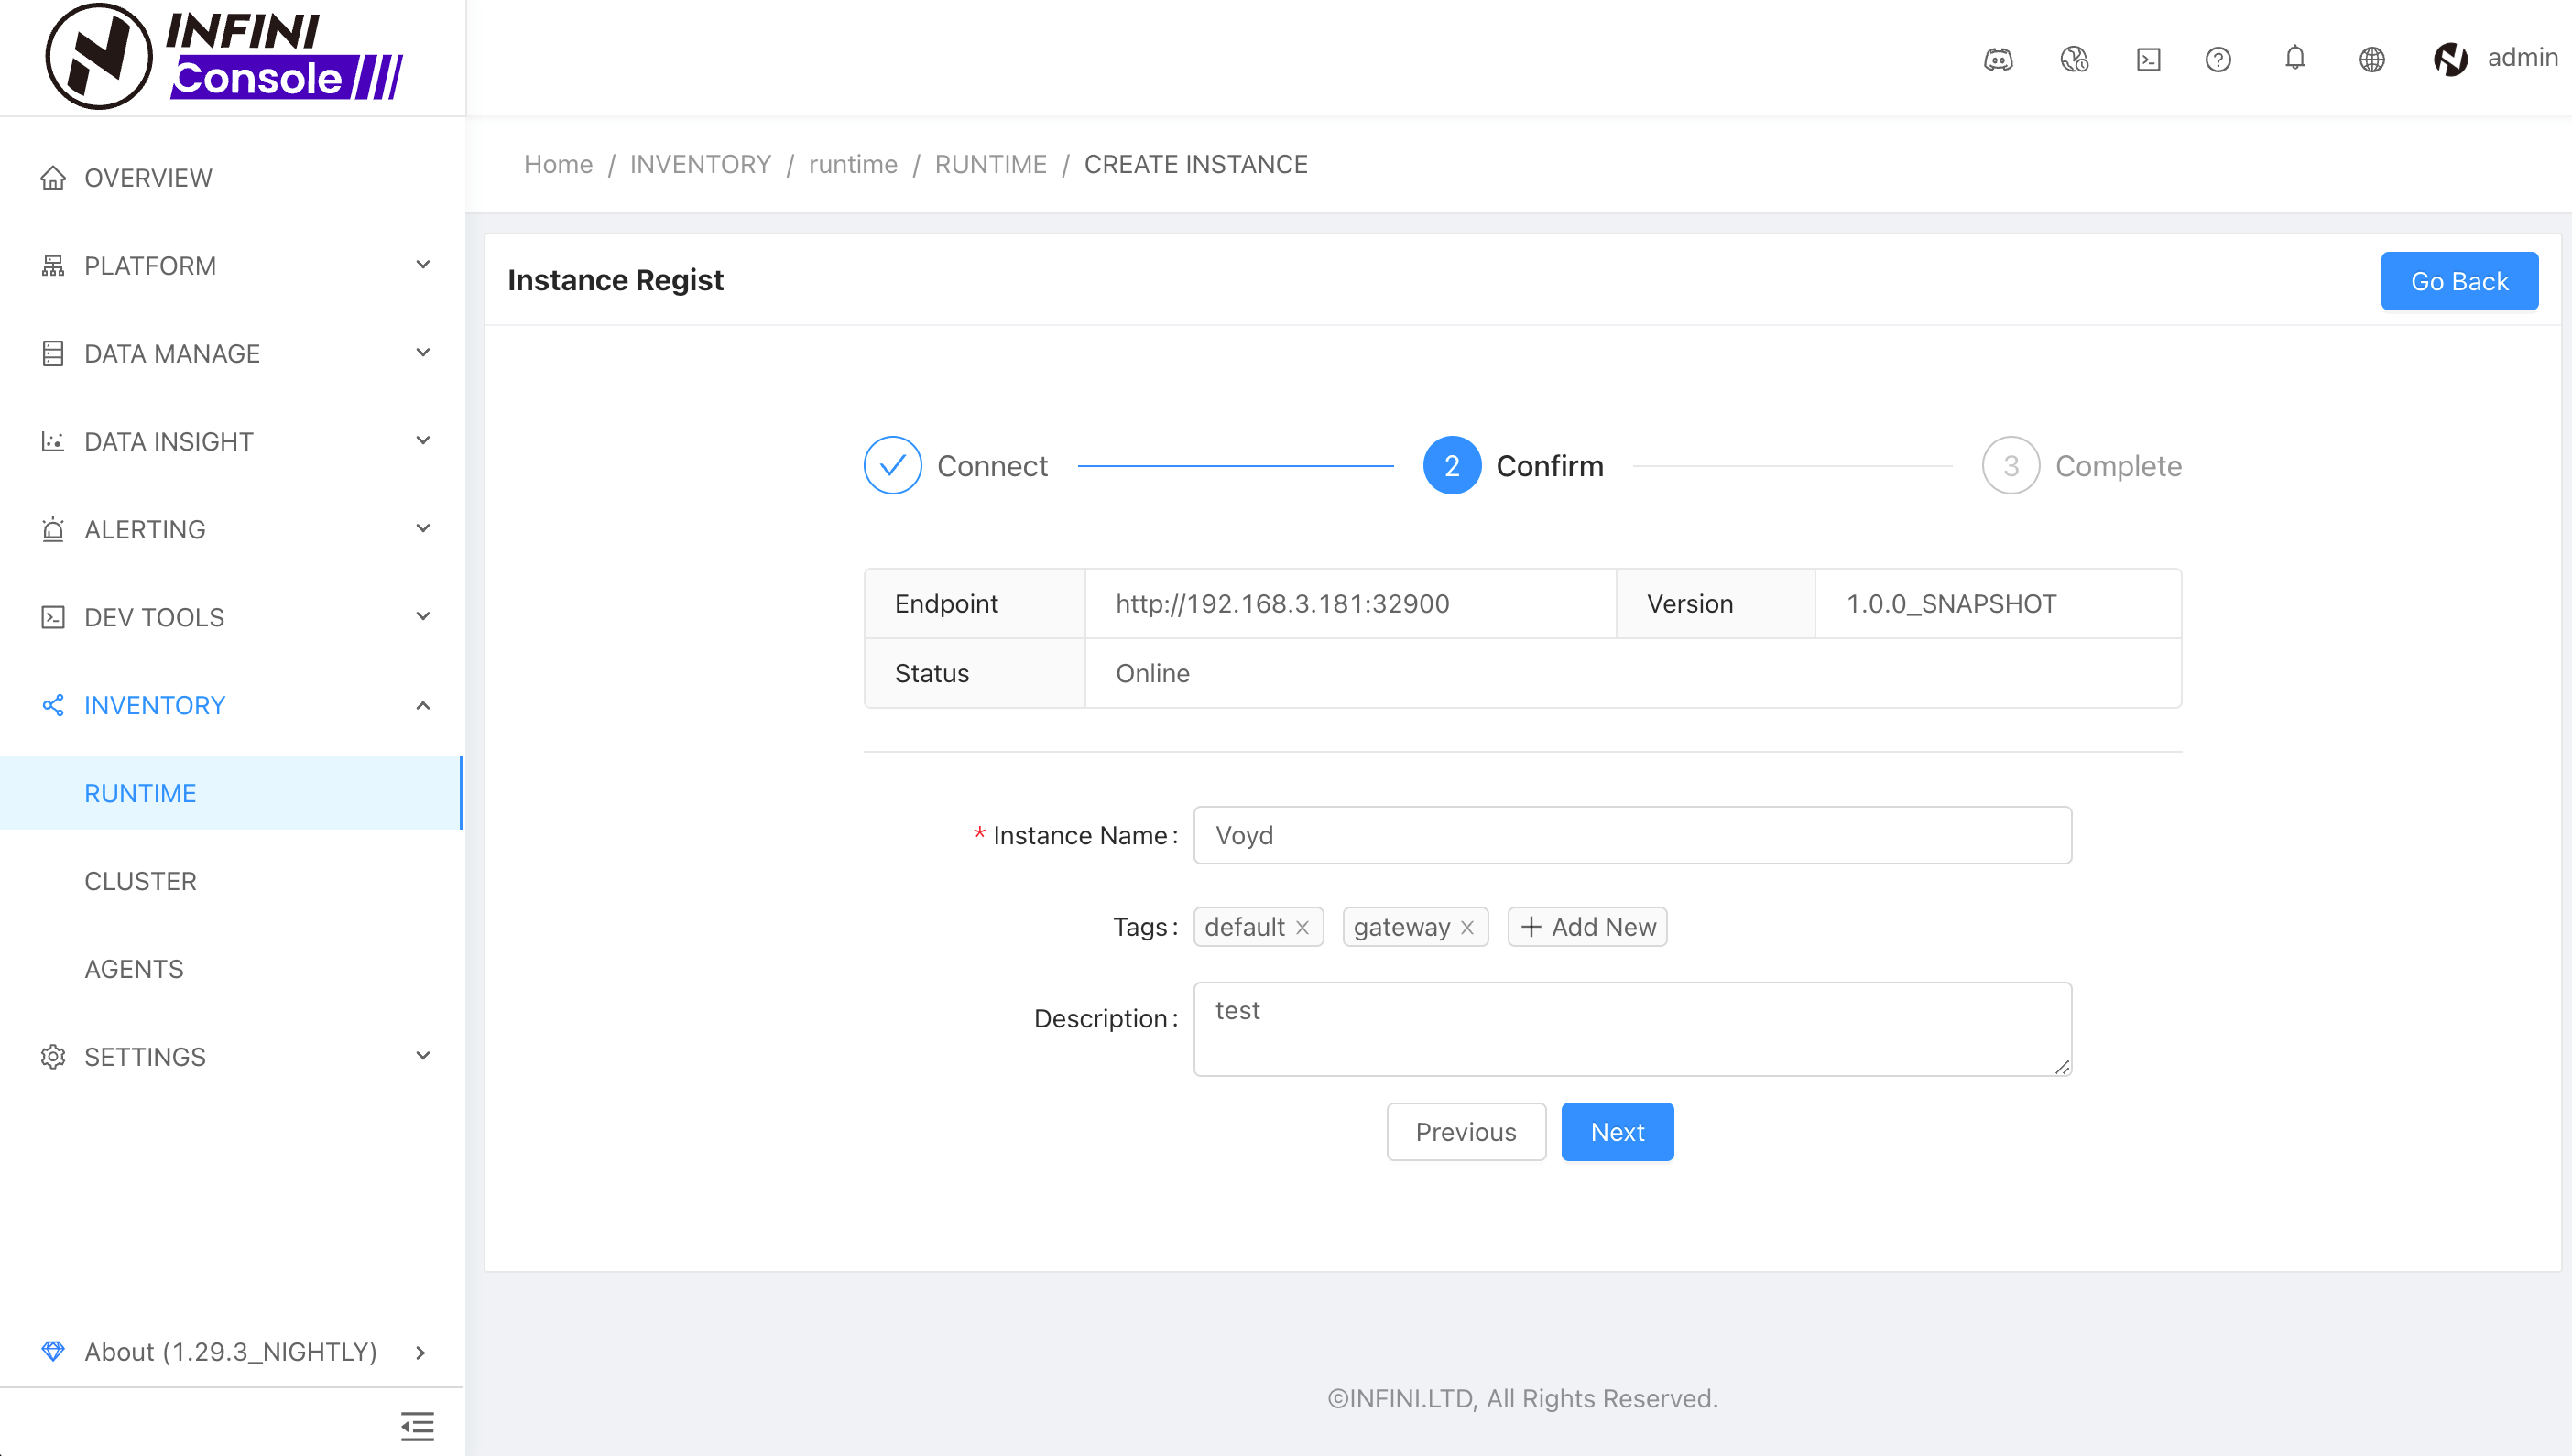 INFINI
Console
admin
Home / INVENTORY / runtime / RUNTIME / CREATE INSTANCE
OVERVIEW
PLATFORM
DATA MANAGE
DATA INSIGHT
ALERTING
DEV TOOLS
INVENTORY
RUNTIME
CLUSTER
AGENTS
SETTINGS
About (1.29.3_NIGHTLY)
Instance Regist
Go Back
Connect
2 Confirm
3 Complete
Endpoint http://192.168.3.181:32900 Version 1.0.0_SNAPSHOT
Status Online
* Instance Name: Voyd
Tags: default gateway Add New
Description: test
Previous Next
©INFINI.LTD, All Rights Reserved.